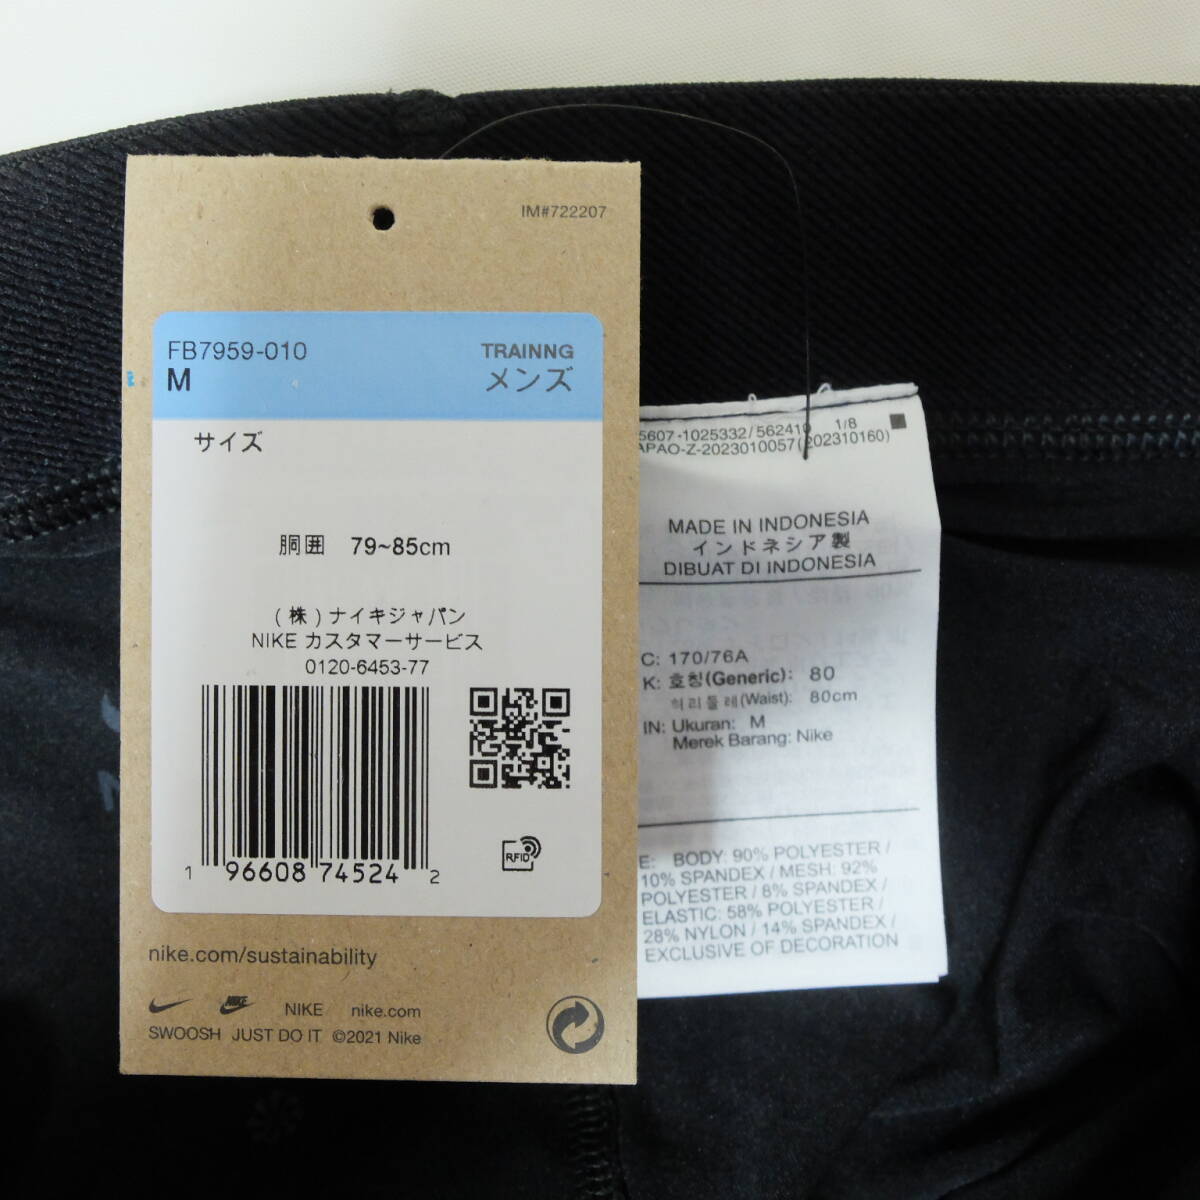 IM#722207
FB7959-010
TRAINNG
M
メンズ
サイズ
胴囲 79~85cm
(株)ナイキジャパン
NIKE カスタマーサービス
0120-6453-77
1 96608 74524 2
RFID
nike.com/sustainability
NIKE nike.com
SWOOSH JUST DO IT ©2021 Nike
5607-1025332/562410 1/8
APAO-Z-2023010057(202310160)
MADE IN INDONESIA
インドネシア製
DIBUAT DI INDONESIA
C: 170/76A
K: 호칭(Generic): 80
허리둘레(Waist): 80cm
IN: Ukuran: M
Merek Barang: Nike
E: BODY: 90% POLYESTER /
10% SPANDEX / MESH: 92%
POLYESTER / 8% SPANDEX /
ELASTIC: 58% POLYESTER /
28% NYLON / 14% SPANDEX /
EXCLUSIVE OF DECORATION